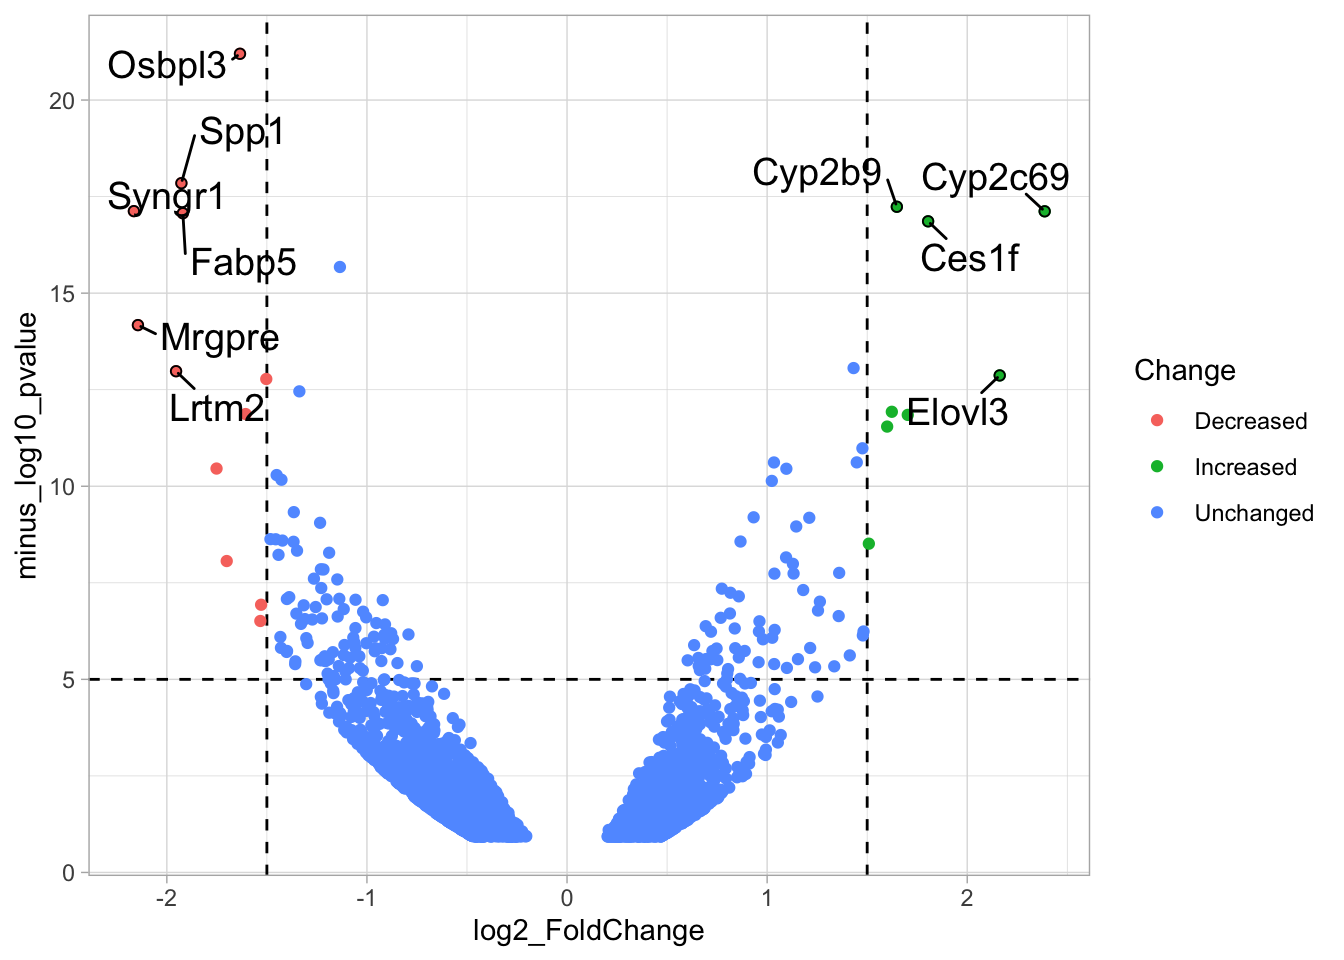 Osbpl3
Spp1
Syngr1
Fabp5
Mrgpre
Lrtm2
Cyp2b9
Cyp2c69
Ces1f
Elovl3
20
15
10
5
0
minus_log10_pvalue
-2
-1
0
1
2
log2_FoldChange
Change
Decreased
Increased
Unchanged